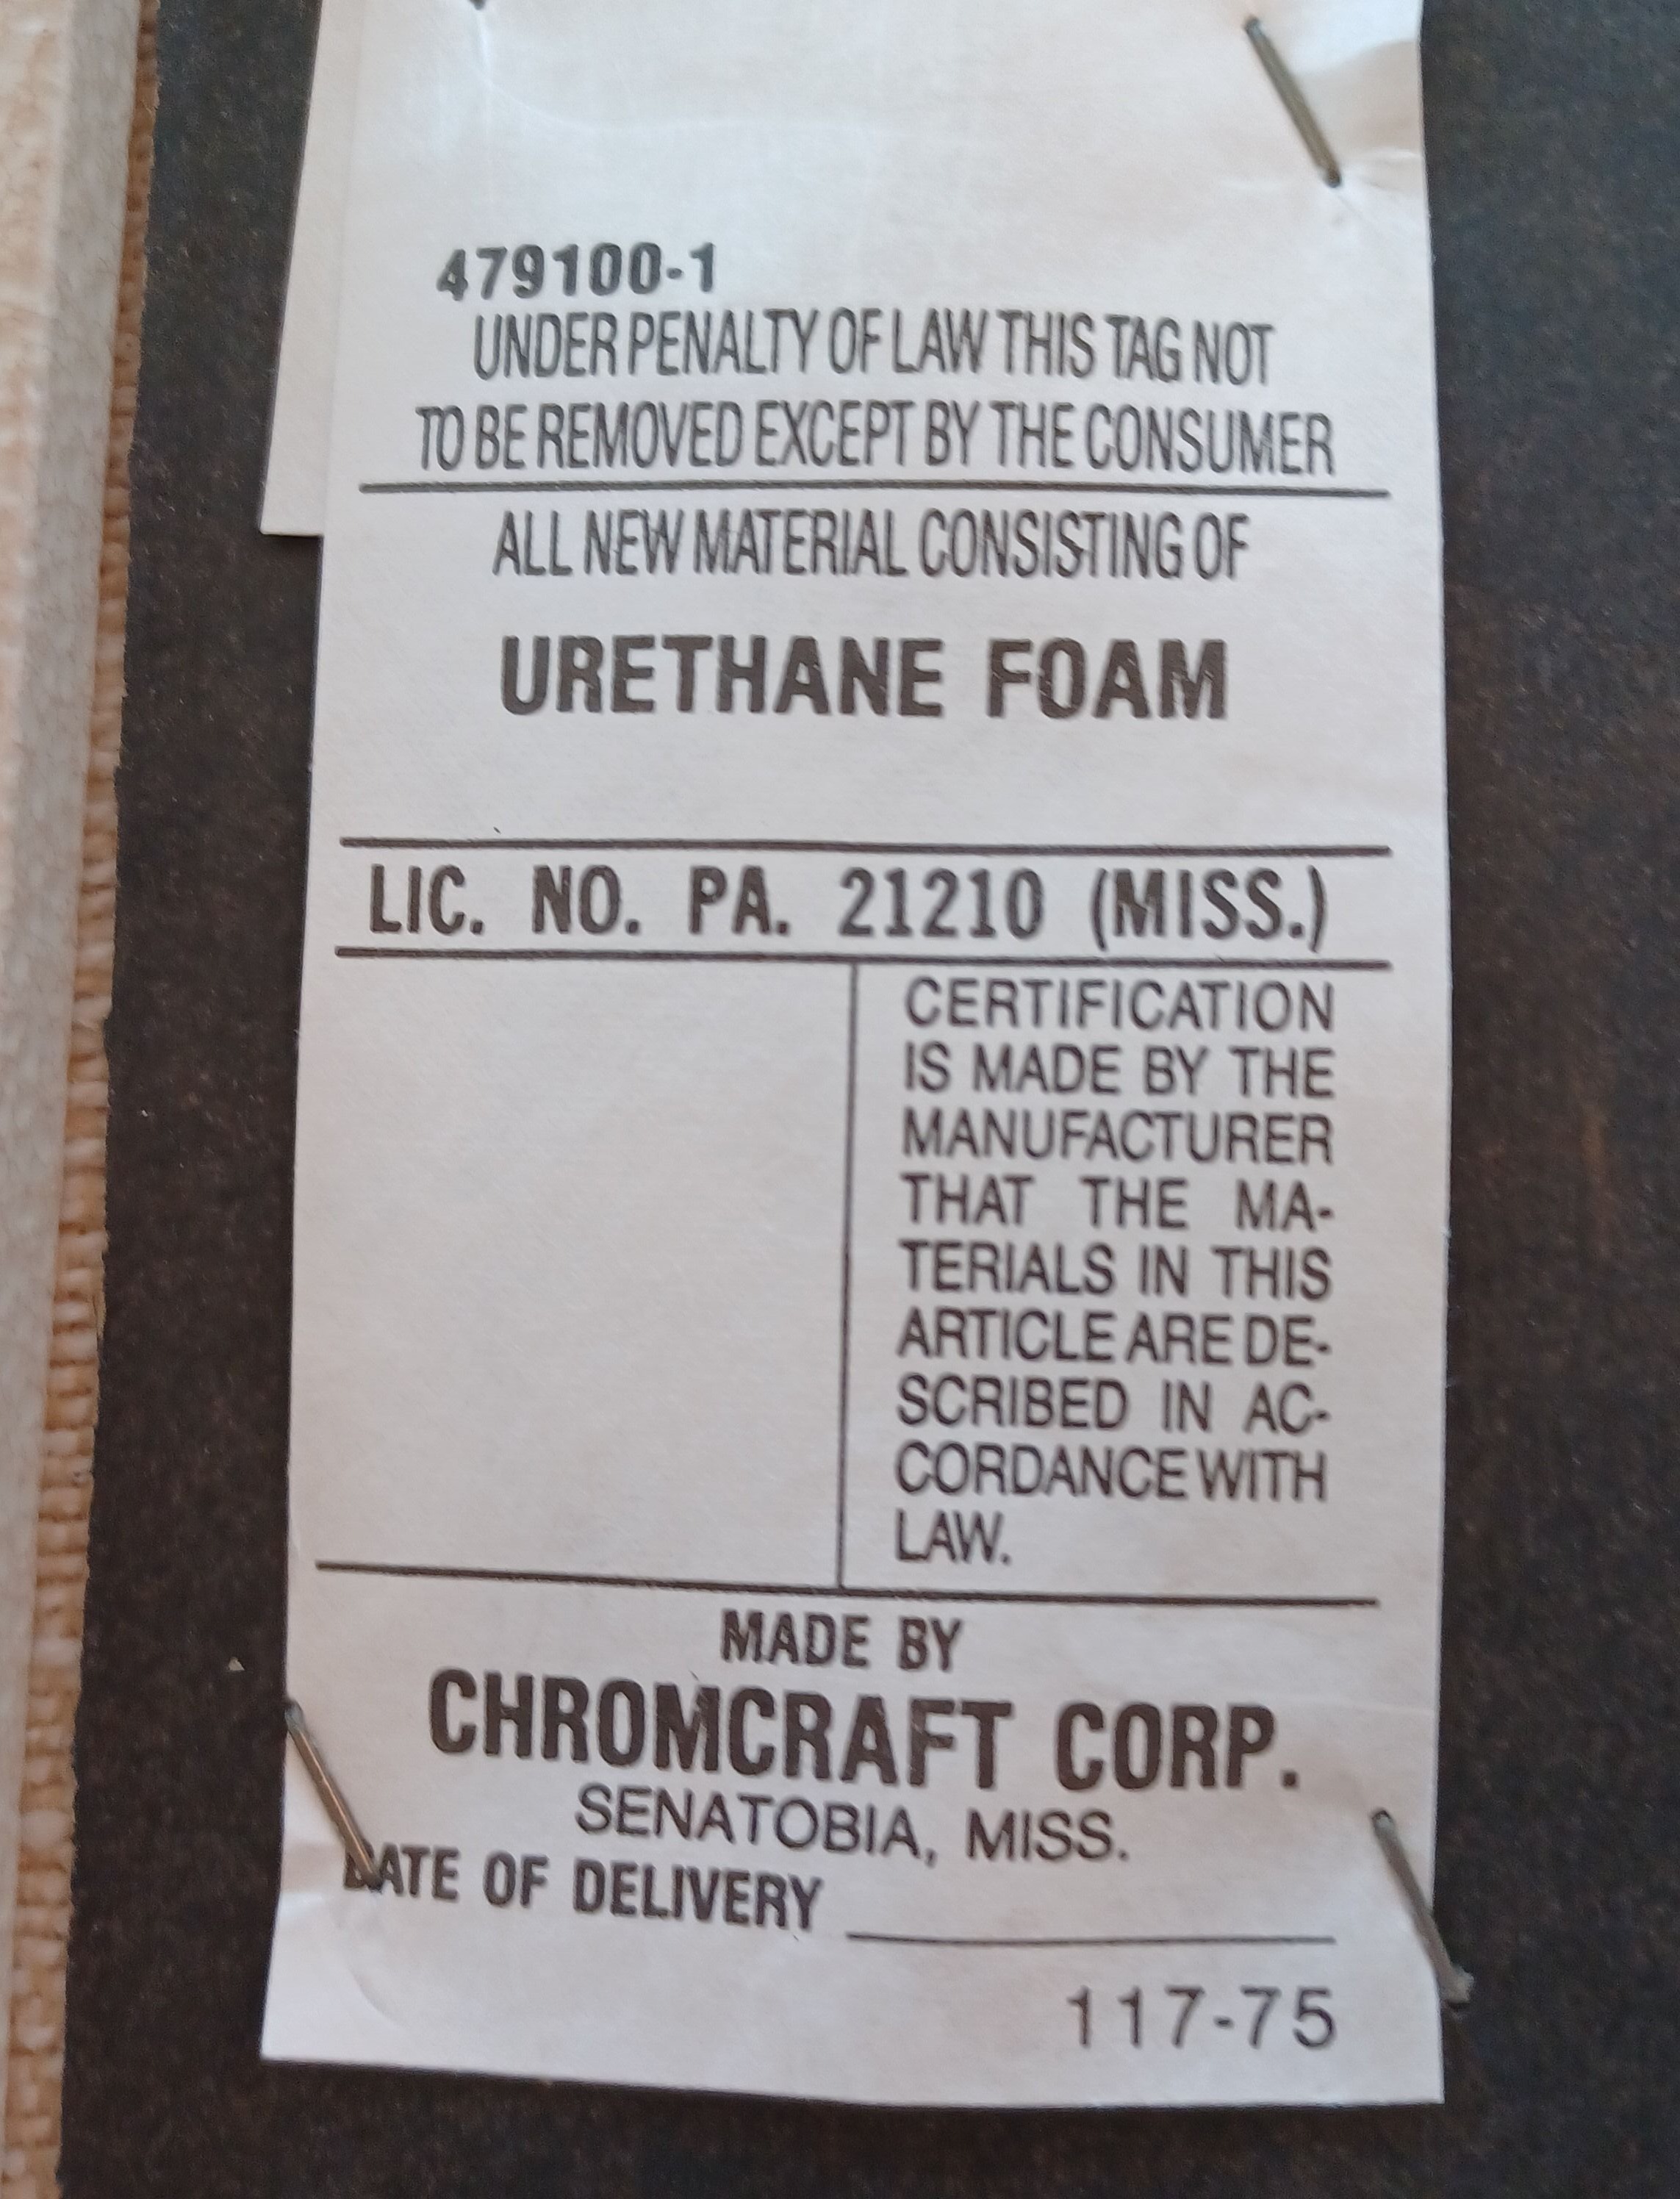 479100-1
UNDER PENALTY OF LAW THIS TAG NOT
TO BE REMOVED EXCEPT BY THE CONSUMER
ALL NEW MATERIAL CONSISTING OF
URETHANE FOAM
LIC. NO. PA. 21210 (MISS.)
CERTIFICATION
IS MADE BY THE
MANUFACTURER
THAT THE MA-
TERIALS IN THIS
ARTICLE ARE DE-
SCRIBED IN AC-
CORDANCE WITH
LAW.
MADE BY
CHROMCRAFT CORP.
SENATOBIA, MISS.
DATE OF DELIVERY
117-75